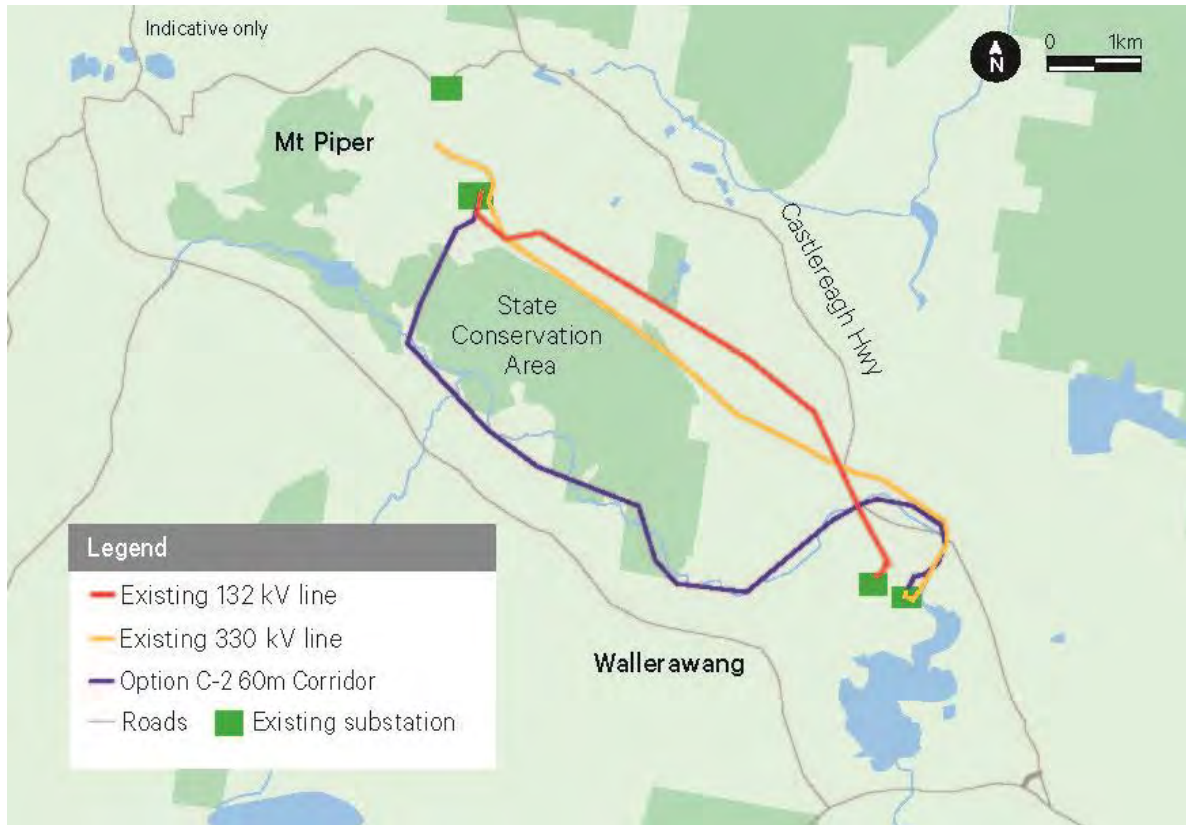 Indicative only
0 1km
N
Mt Piper
Castlereagh Hwy
State
Conservation
Area
Legend
Existing 132 kV line
Existing 330 kV line
Option C-2 60m Corridor
Roads Existing substation
Wallerawang